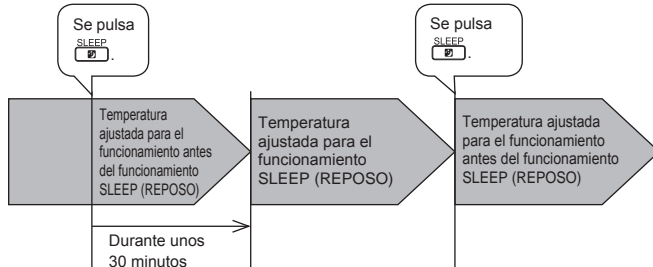 Se pulsa
SLEEP
.
Se pulsa
SLEEP
.
Temperatura
ajustada para el
funcionamiento antes
del funcionamiento
SLEEP (REPOSO)
Temperatura
ajustada para el
funcionamiento
SLEEP (REPOSO)
Temperatura ajustada
para el funcionamiento
antes del funcionamiento
SLEEP (REPOSO)
Durante unos
30 minutos